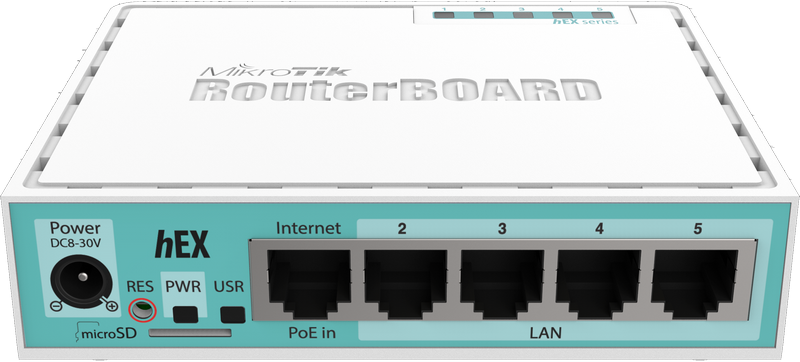 1 2 3 4 5
hEX series
MikroTik
RouterBOARD
Power
DC8-30V
hEX
Internet
2 3 4 5
RES
PWR
USR
microSD
PoE in
LAN